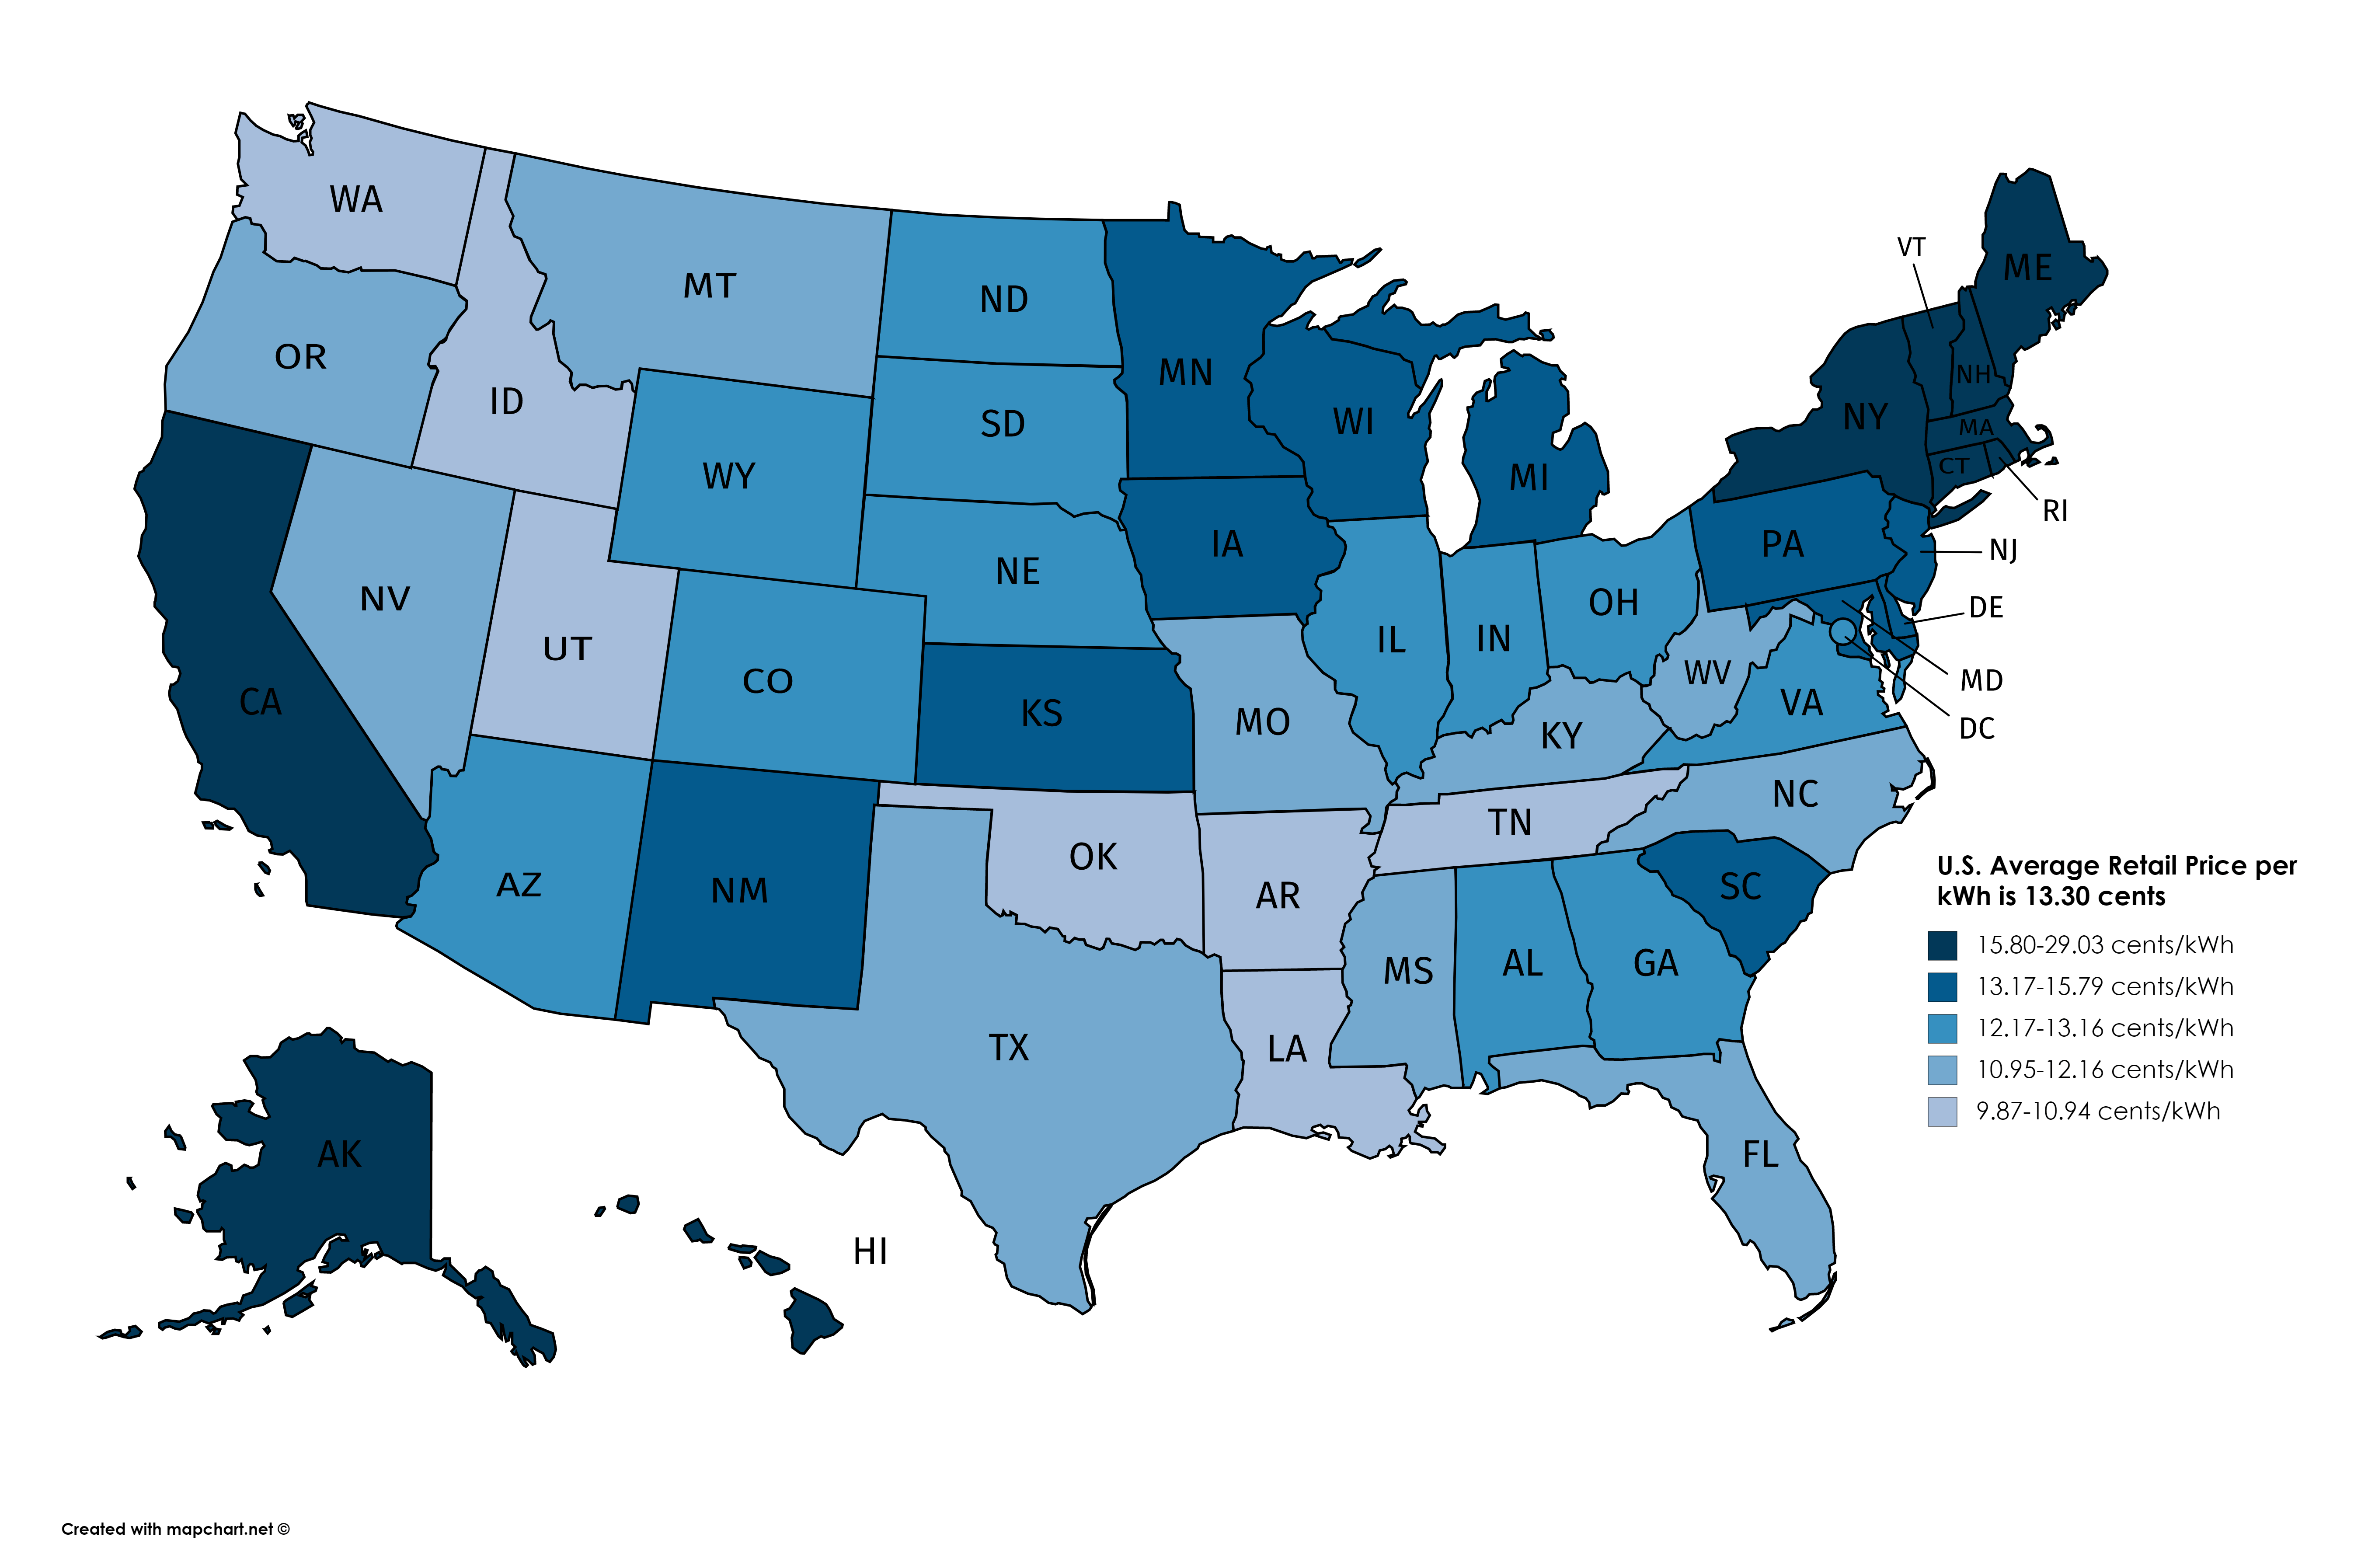 WA
MT
ND
VT
ME
OR
ID
MN
SD
WI
NH
NY
MA
WY
MI
CT
RI
IA
PA
NJ
NV
NE
OH
DE
UT
IL
IN
WV
MD
CO
KS
MO
KY
VA
DC
CA
NC
TN
OK
AZ
NM
AR
SC
U.S. Average Retail Price per
kWh is 13.30 cents
15.80-29.03 cents/kWh
13.17-15.79 cents/kWh
12.17-13.16 cents/kWh
10.95-12.16 cents/kWh
9.87-10.94 cents/kWh
MS
AL
GA
TX
LA
AK
FL
HI
Created with mapchart.net ©